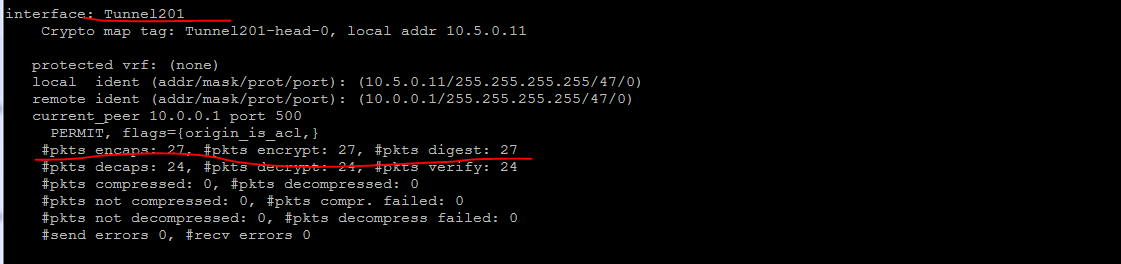 interface: Tunnel201
Crypto map tag: Tunnel201-head-0, local addr 10.5.0.11
protected vrf: (none)
local ident (addr/mask/prot/port): (10.5.0.11/255.255.255.255/47/0)
remote ident (addr/mask/prot/port): (10.0.0.1/255.255.255.255/47/0)
current_peer 10.0.0.1 port 500
PERMIT, flags={origin_is_acl,}
#pkts encaps: 27, #pkts encrypt: 27, #pkts digest: 27
#pkts decaps: 24, #pkts decrypt: 24, #pkts verify: 24
#pkts compressed: 0, #pkts decompressed: 0
#pkts not compressed: 0, #pkts compr. failed: 0
#pkts not decompressed: 0, #pkts decompress failed: 0
#send errors 0, #recv errors 0